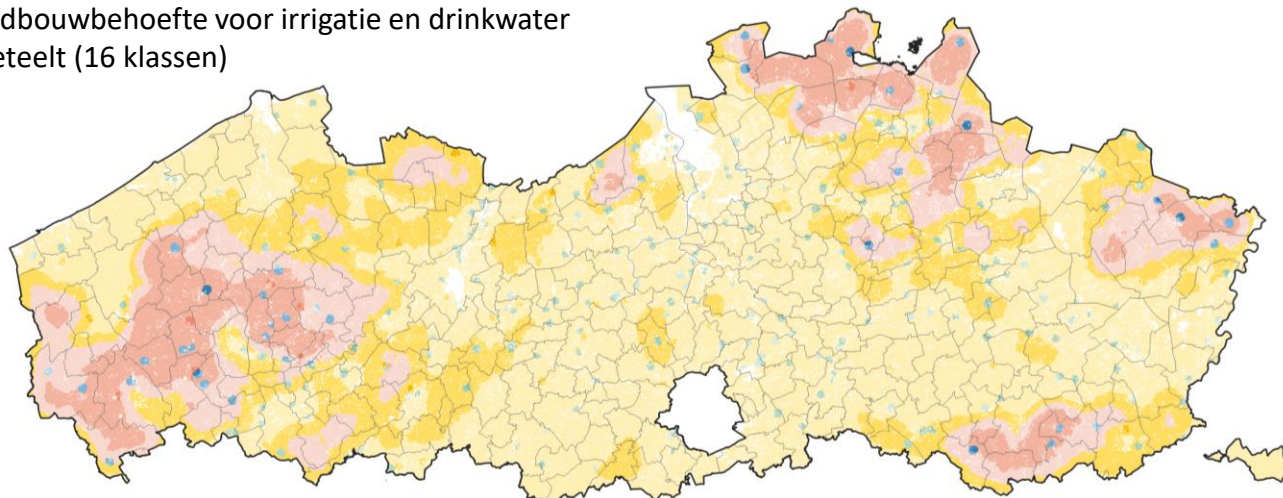 dbouwbehoefte voor irrigatie en drinkwater
eteelt (16 klassen)